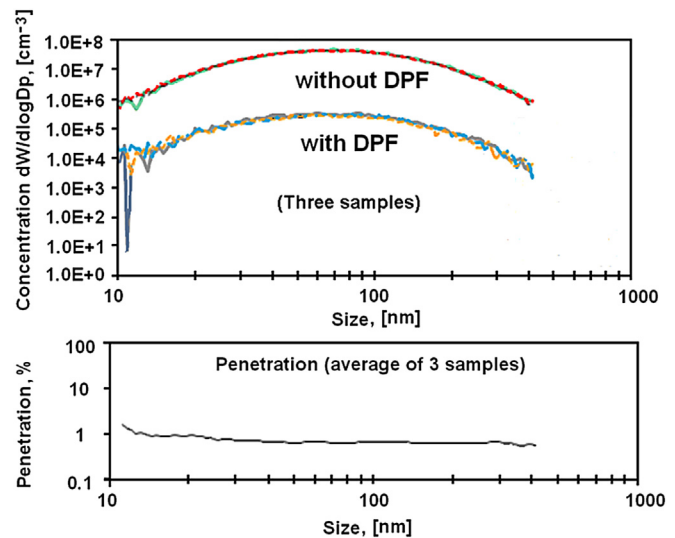 Concentration dW/dlogDp, [cm⁻³]
1.0E+8
1.0E+7
1.0E+6
1.0E+5
1.0E+4
1.0E+3
1.0E+2
1.0E+1
1.0E+0
without DPF
with DPF
(Three samples)
10 100 1000
Size, [nm]
Penetration, %
100
10
1
0.1
Penetration (average of 3 samples)
10 100 1000
Size, [nm]